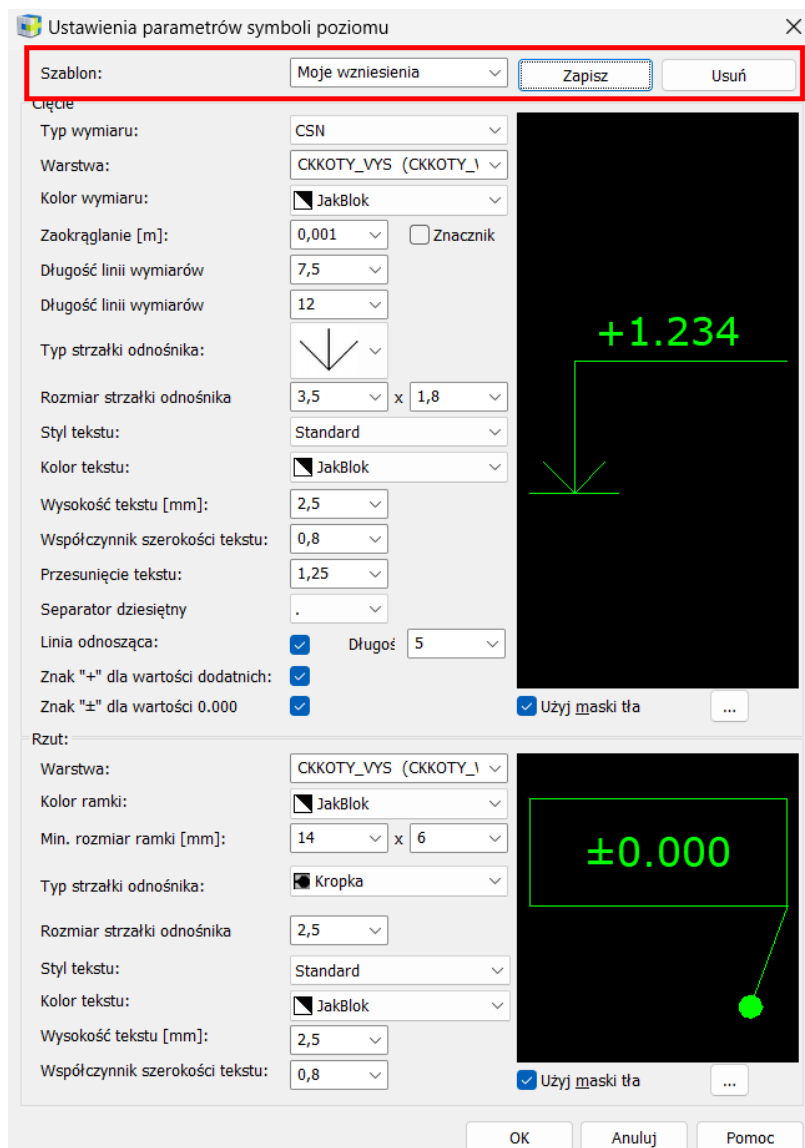 Ustawienia parametrów symboli poziomu
Szablon: Moje wzniesienia Zapisz Usuń
Cięcie
Typ wymiaru: CSN
Warstwa: CKKOTY_VYS (CKKOTY_\
Kolor wymiaru: JakBlok
Zaokrąglanie [m]: 0,001 Znacznik
Długość linii wymiarów 7,5
Długość linii wymiarów 12
+1.234
Typ strzałki odnośnika:
Rozmiar strzałki odnośnika 3,5 x 1,8
Styl tekstu: Standard
Kolor tekstu: JakBlok
Wysokość tekstu [mm]: 2,5
Współczynnik szerokości tekstu: 0,8
Przesunięcie tekstu: 1,25
Separator dziesiętny .
Linia odnosząca: Długoś 5
Znak "+" dla wartości dodatnich:
Znak "±" dla wartości 0.000 Użyj maski tła ...
Rzut:
Warstwa: CKKOTY_VYS (CKKOTY_\
Kolor ramki: JakBlok
Min. rozmiar ramki [mm]: 14 x 6
±0.000
Typ strzałki odnośnika: Kropka
Rozmiar strzałki odnośnika 2,5
Styl tekstu: Standard
Kolor tekstu: JakBlok
Wysokość tekstu [mm]: 2,5
Współczynnik szerokości tekstu: 0,8 Użyj maski tła ...
OK Anuluj Pomoc